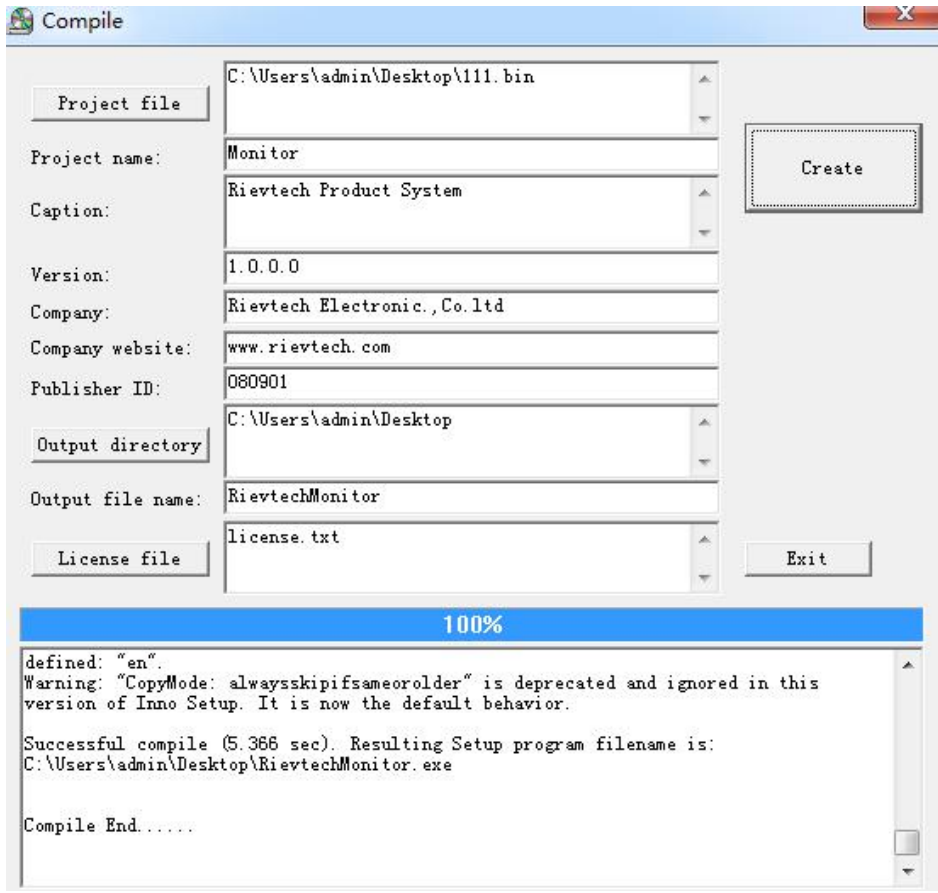 Compile
Project file
C:\Users\admin\Desktop\111.bin
Project name:
Monitor
Create
Caption:
Rievtech Product System
Version:
1.0.0.0
Company:
Rievtech Electronic.,Co.ltd
Company website:
www.rievtech.com
Publisher ID:
080901
Output directory
C:\Users\admin\Desktop
Output file name:
RievtechMonitor
License file
license.txt
Exit
100%
defined: "en".
Warning: "CopyMode: alwaysskipifsameorolder" is deprecated and ignored in this
version of Inno Setup. It is now the default behavior.
Successful compile (5.366 sec). Resulting Setup program filename is:
C:\Users\admin\Desktop\RievtechMonitor.exe
Compile End......